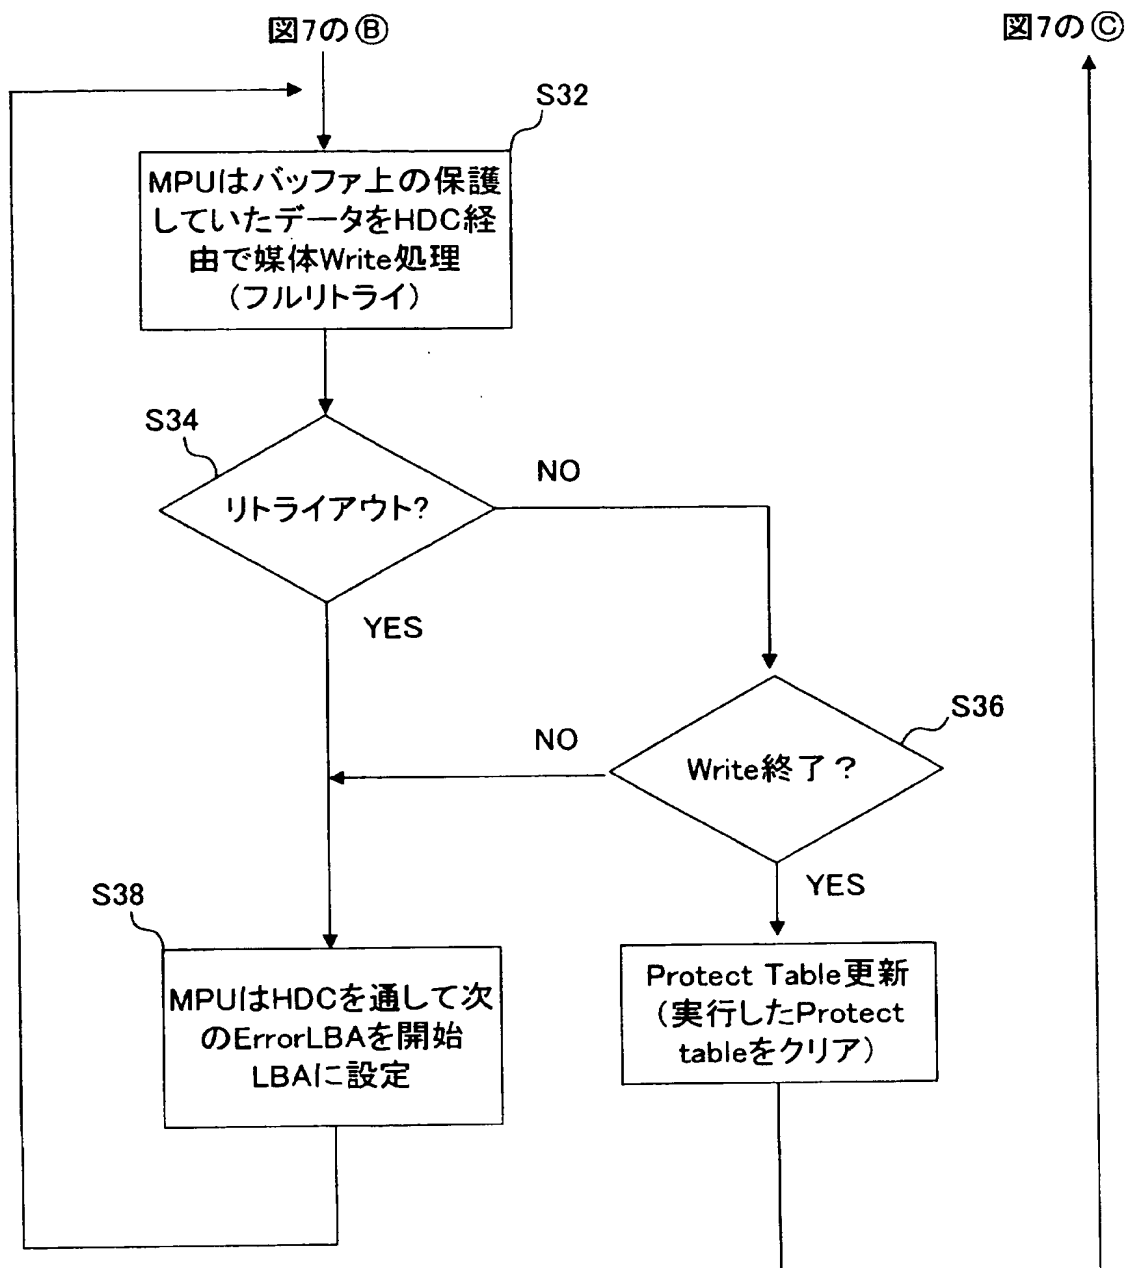 図7の Ⓑ
図7の Ⓒ
S32
MPUはバッファ上の保護
していたデータをHDC経
由で媒体Write処理
(フルリトライ)
S34
リトライアウト?
NO
YES
S36
Write終了？
NO
YES
S38
MPUはHDCを通して次
のErrorLBAを開始
LBAに設定
Protect Table更新
(実行したProtect
tableをクリア)